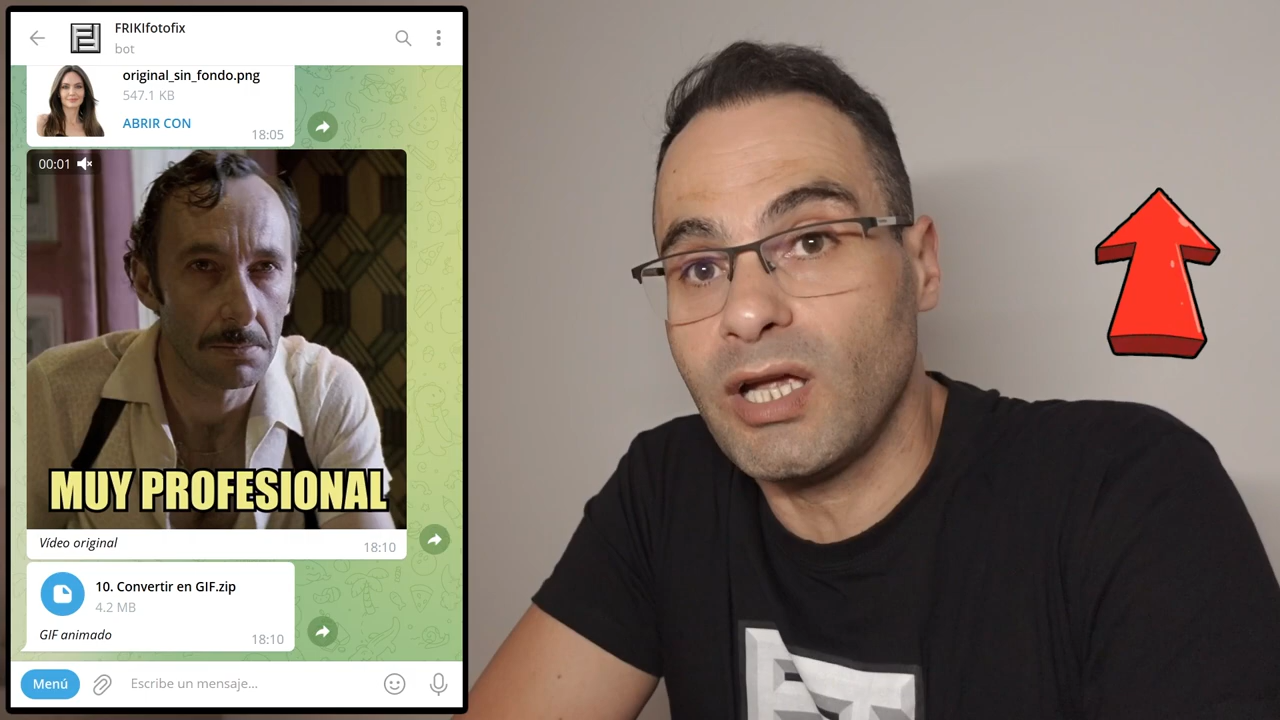 FRIKIfotofix
bot
original_sin_fondo.png
547.1 KB
ABRIR CON
18:05
00:01
MUY PROFESIONAL
Vídeo original
18:10
10. Convertir en GIF.zip
4.2 MB
GIF animado
18:10
Menú
Escribe un mensaje...